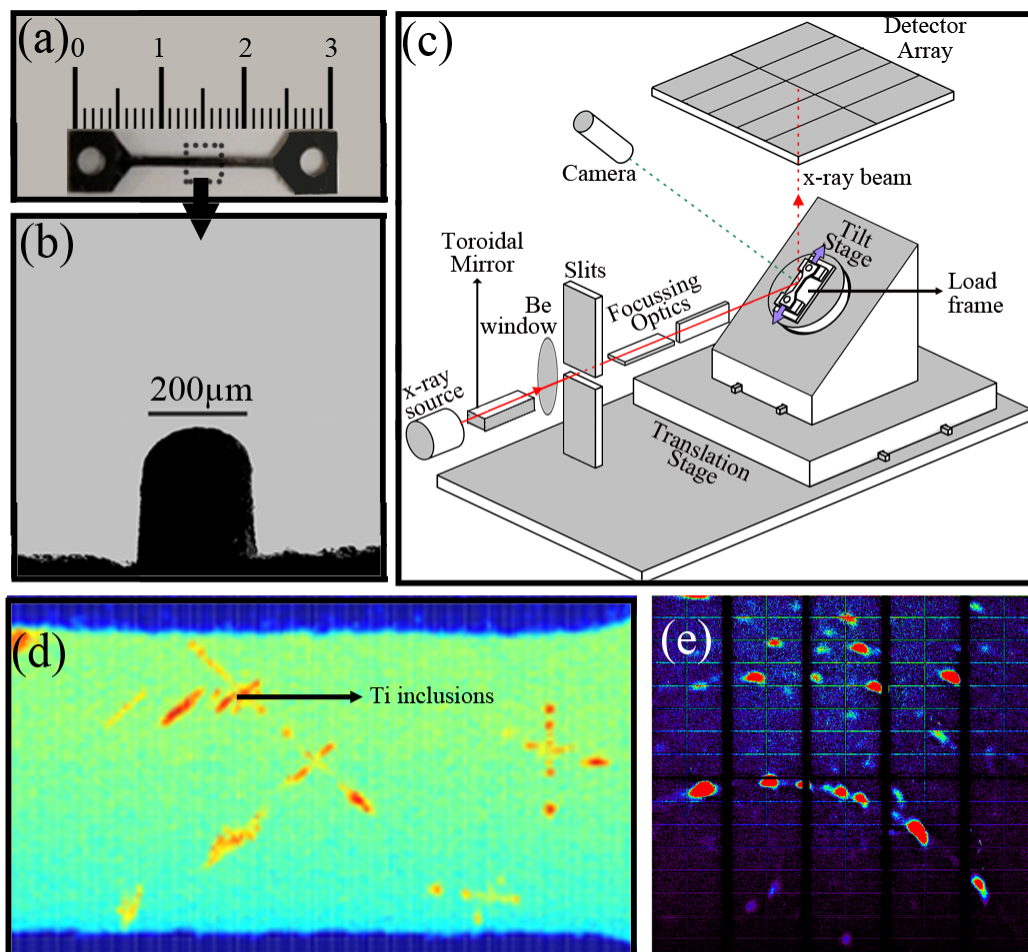 (a)
0 1 2 3
(b)
200µm
(c)
Detector
Array
Camera
x-ray beam
Toroidal
Mirror
Slits
Be
window
Focussing
Optics
Tilt
Stage
Load
frame
x-ray
source
Translation
Stage
(d)
Ti inclusions
(e)